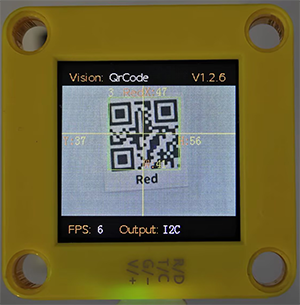 Vision: QrCode V1.2.6
Red
FPS: 6 Output: I2C
R/D
T/C
G/-
V/+